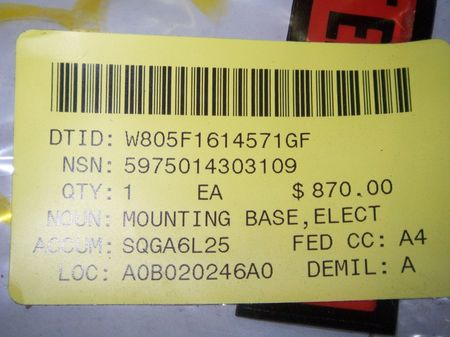 DTID: W805F1614571GF
NSN: 5975014303109
QTY: 1 EA $ 870.00
NOUN: MOUNTING BASE,ELECT
ACCUM: SQGA6L25 FED CC: A4
LOC: A0B020246A0 DEMIL: A